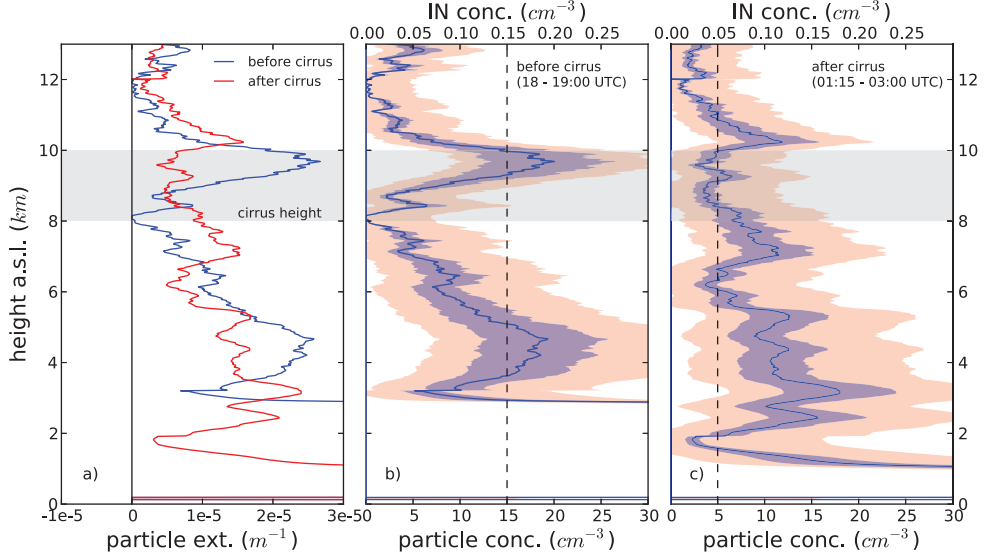 IN conc. (cm⁻³)
IN conc. (cm⁻³)
0.00 0.05 0.10 0.15 0.20 0.25
0.00 0.05 0.10 0.15 0.20 0.25
before cirrus
after cirrus
before cirrus
(18 - 19:00 UTC)
after cirrus
(01:15 - 03:00 UTC)
12
10
8
6
4
2
0
12
10
8
6
4
2
0
height a.s.l. (km)
cirrus height
a)
b)
c)
-1e-5 0 1e-5 2e-5 3e-5
0 5 10 15 20 25 30
0 5 10 15 20 25 30
particle ext. (m⁻¹)
particle conc. (cm⁻³)
particle conc. (cm⁻³)